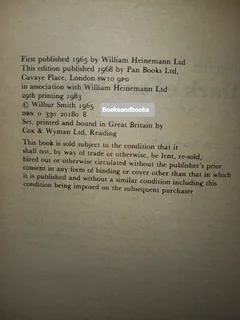 First published 1965 by William Heinemann Ltd
This edition published 1968 by Pan Books Ltd,
Cavaye Place, London SW10 9PG
in association with William Heinemann Ltd
29th printing 1983
© Wilbur Smith 1965
ISBN 0 330 20180 8
Set, printed and bound in Great Britain by
Cox & Wyman Ltd, Reading
This book is sold subject to the condition that it
shall not, by way of trade or otherwise, be lent, re-sold,
hired out or otherwise circulated without the publisher's prior
consent in any form of binding or cover other than that in which
it is published and without a similar condition including this
condition being imposed on the subsequent purchaser
Bookeandbooks